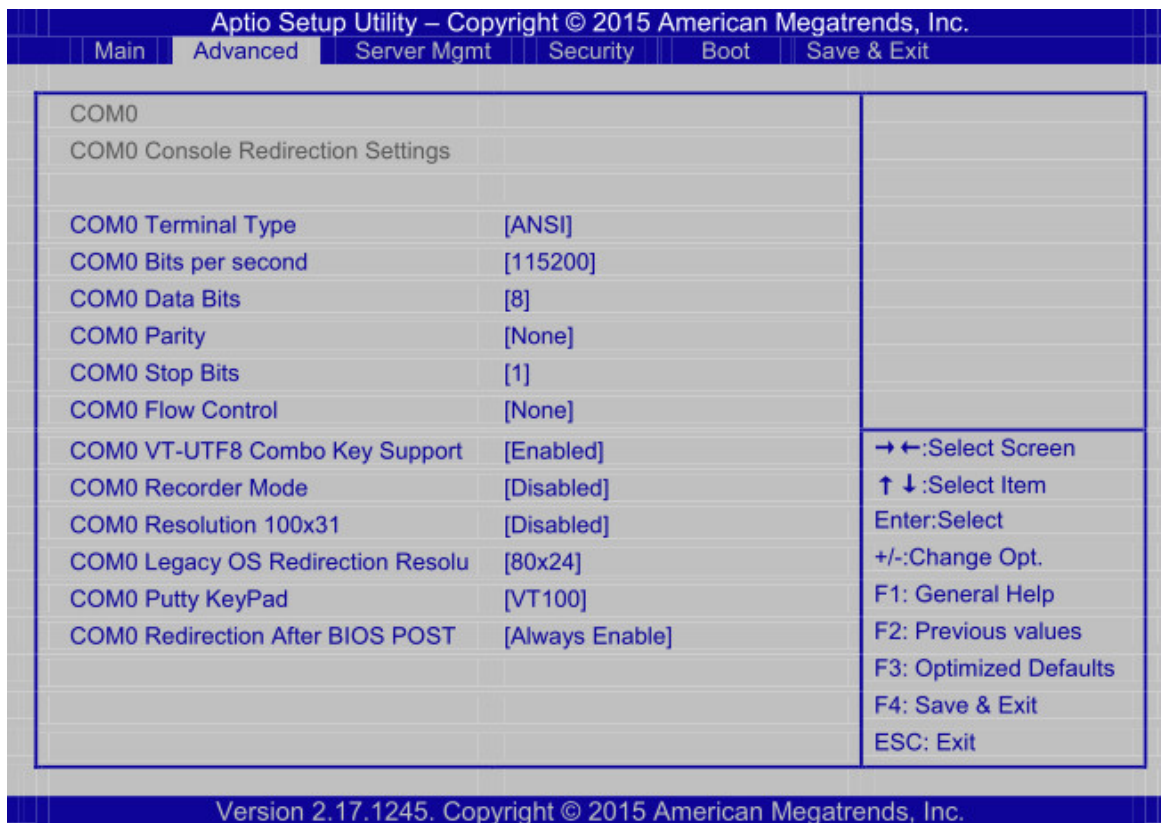 Aptio Setup Utility – Copyright © 2015 American Megatrends, Inc.
Main Advanced Server Mgmt Security Boot Save & Exit
COM0
COM0 Console Redirection Settings
COM0 Terminal Type [ANSI]
COM0 Bits per second [115200]
COM0 Data Bits [8]
COM0 Parity [None]
COM0 Stop Bits [1]
COM0 Flow Control [None]
COM0 VT-UTF8 Combo Key Support [Enabled]
COM0 Recorder Mode [Disabled]
COM0 Resolution 100x31 [Disabled]
COM0 Legacy OS Redirection Resolu [80x24]
COM0 Putty KeyPad [VT100]
COM0 Redirection After BIOS POST [Always Enable]
→ ←:Select Screen
↑ ↓ :Select Item
Enter:Select
+/-:Change Opt.
F1: General Help
F2: Previous values
F3: Optimized Defaults
F4: Save & Exit
ESC: Exit
Version 2.17.1245. Copyright © 2015 American Megatrends, Inc.